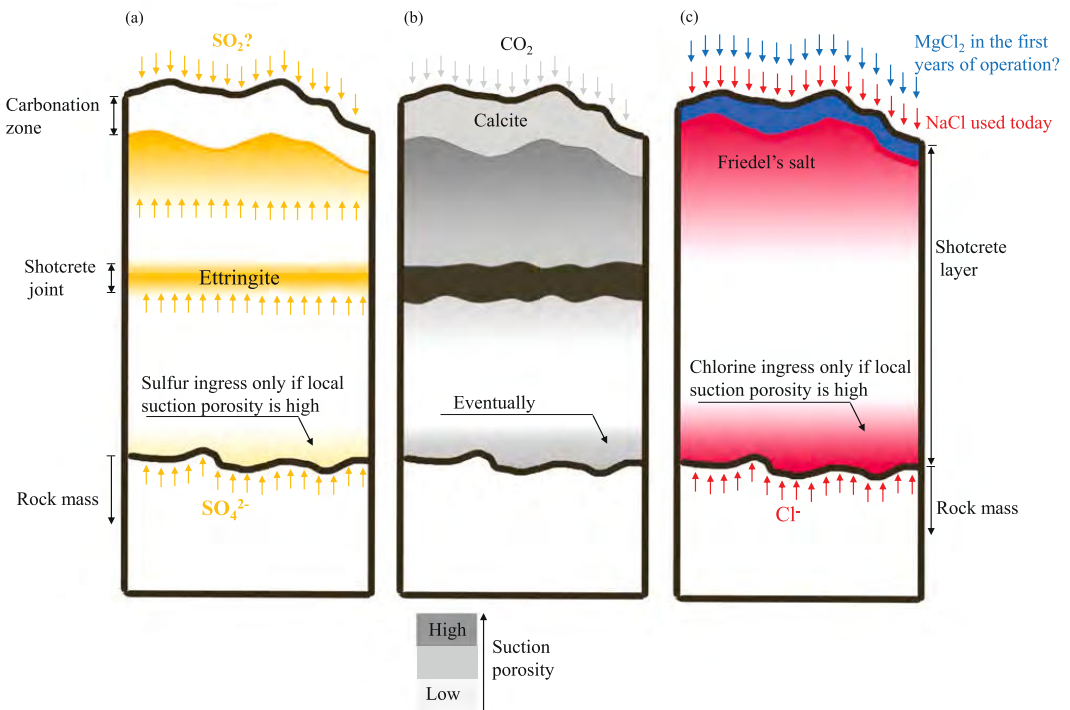 (a)
SO2?
Carbonation
zone
Shotcrete
joint
Ettringite
Sulfur ingress only if local
suction porosity is high
Rock mass
SO4 2-
(b)
CO2
Calcite
Eventually
High
Low
Suction
porosity
(c)
MgCl2 in the first
years of operation?
NaCl used today
Friedel's salt
Shotcrete
layer
Chlorine ingress only if local
suction porosity is high
Cl-
Rock mass